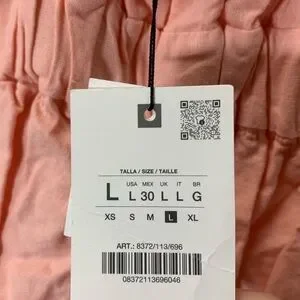 TALLA / SIZE / TAILLE
USA MEX UK IT BR
L L 30 L L G
XS S M L XL
ART.: 8372/113/696
08372113696046